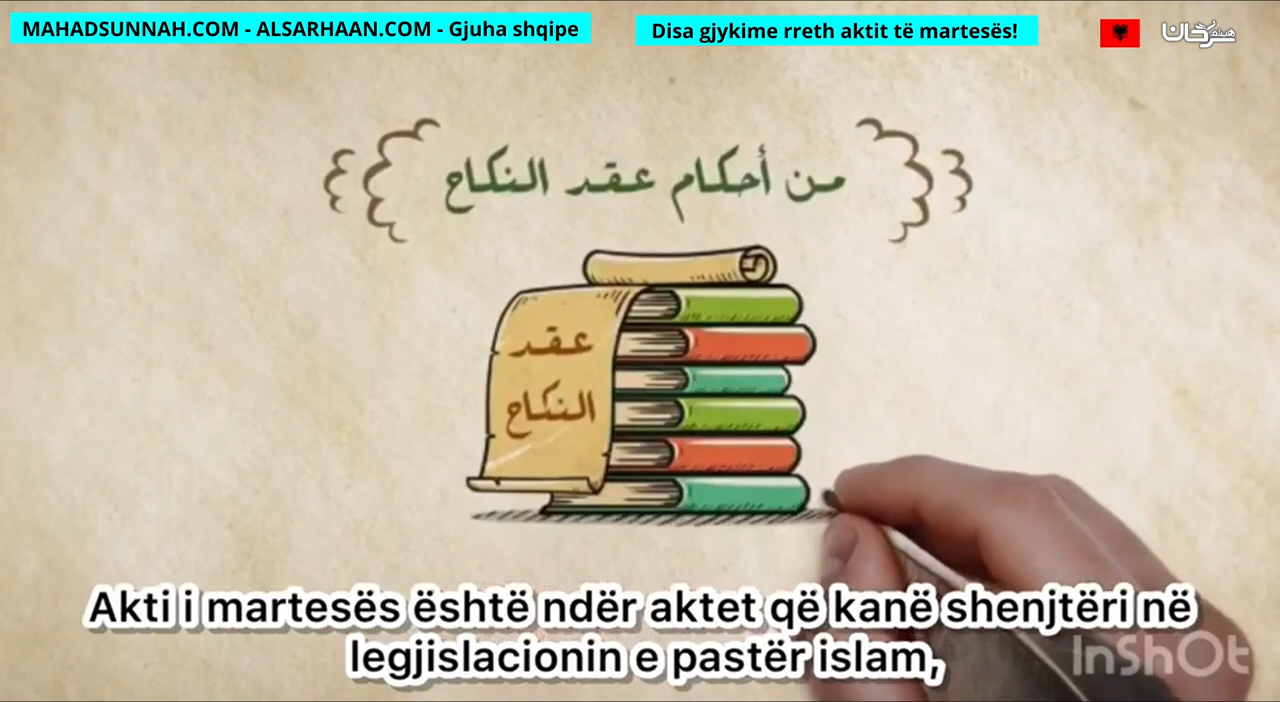 MAHADSUNNAH.COM - ALSARHAAN.COM - Gjuha shqipe
Disa gjykime rreth aktit të martesës!
من أحكام عقد النكاح
عقد
النكاح
Akti i martesës është ndër aktet që kanë shenjtëri në
legjislacionin e pastër islam,
InShOt